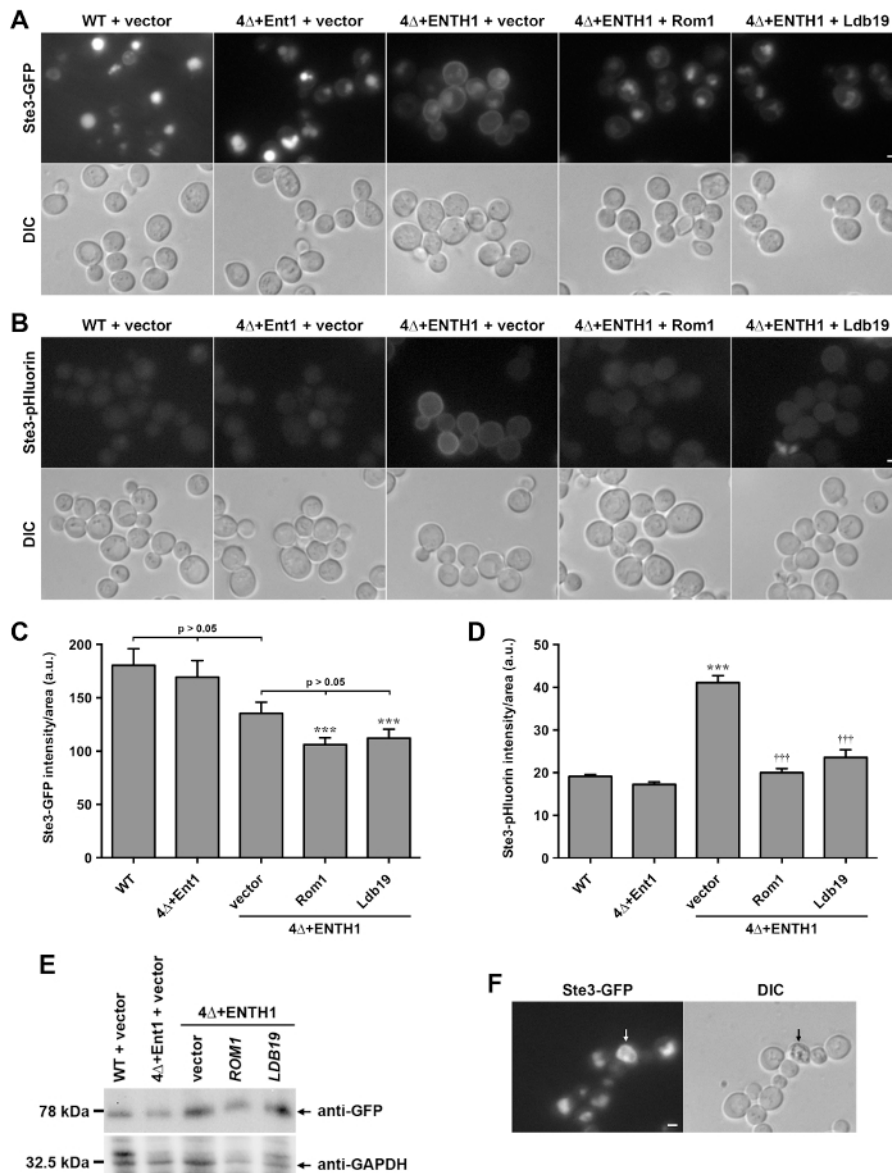 A
WT + vector 4Δ+Ent1 + vector 4Δ+ENTH1 + vector 4Δ+ENTH1 + Rom1 4Δ+ENTH1 + Ldb19
Ste3-GFP
DIC
B
WT + vector 4Δ+Ent1 + vector 4Δ+ENTH1 + vector 4Δ+ENTH1 + Rom1 4Δ+ENTH1 + Ldb19
Ste3-pHluorin
DIC
C
Ste3-GFP intensity/area (a.u.)
200
150
100
50
0
p > 0.05
p > 0.05
***
***
WT
4Δ+Ent1
vector
Rom1
Ldb19
4Δ+ENTH1
D
Ste3-pHluorin intensity/area (a.u.)
50
40
30
20
10
0
***
†††
†††
WT
4Δ+Ent1
vector
Rom1
Ldb19
4Δ+ENTH1
E
WT + vector
4Δ+Ent1 + vector
4Δ+ENTH1
vector
ROM1
LDB19
78 kDa
anti-GFP
32.5 kDa
anti-GAPDH
F
Ste3-GFP DIC